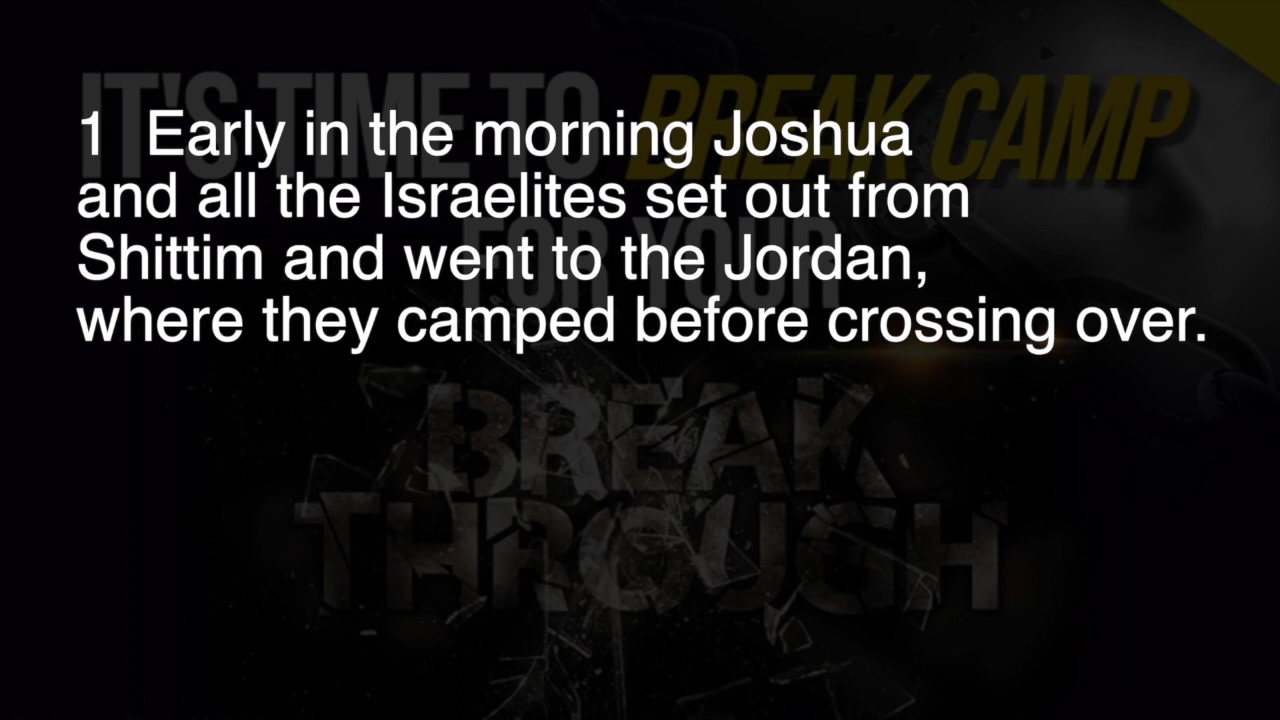 IT'S TIME TO BREAK CAMP
1 Early in the morning Joshua
and all the Israelites set out from
FOR YOUR
Shittim and went to the Jordan,
where they camped before crossing over.
BREAK
THROUGH